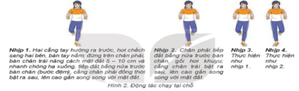 Nhịp 1. Hai cẳng tay hướng ra trước, hơi chếch
sang hai bên, bàn tay nắm; đứng trên chân phải,
bàn chân trái nâng cách mặt đất 5 – 10 cm và
nhanh chóng hạ xuống, tiếp đất bằng nửa trước
bàn chân (bước đệm), cẳng chân phải đồng thời
bật ra sau, lên cao gần song song với mặt đất.
Nhịp 2. Chân phải tiếp
đất bằng nửa trước bàn
chân, gối hơi khuỵu;
cẳng chân trái bật ra
sau, lên cao gần song
song với mặt đất.
Nhịp 3.
Thực hiện
như
nhịp 1.
Nhịp 4.
Thực hiện
như
nhịp 2.
Hình 2. Động tác chạy tại chỗ